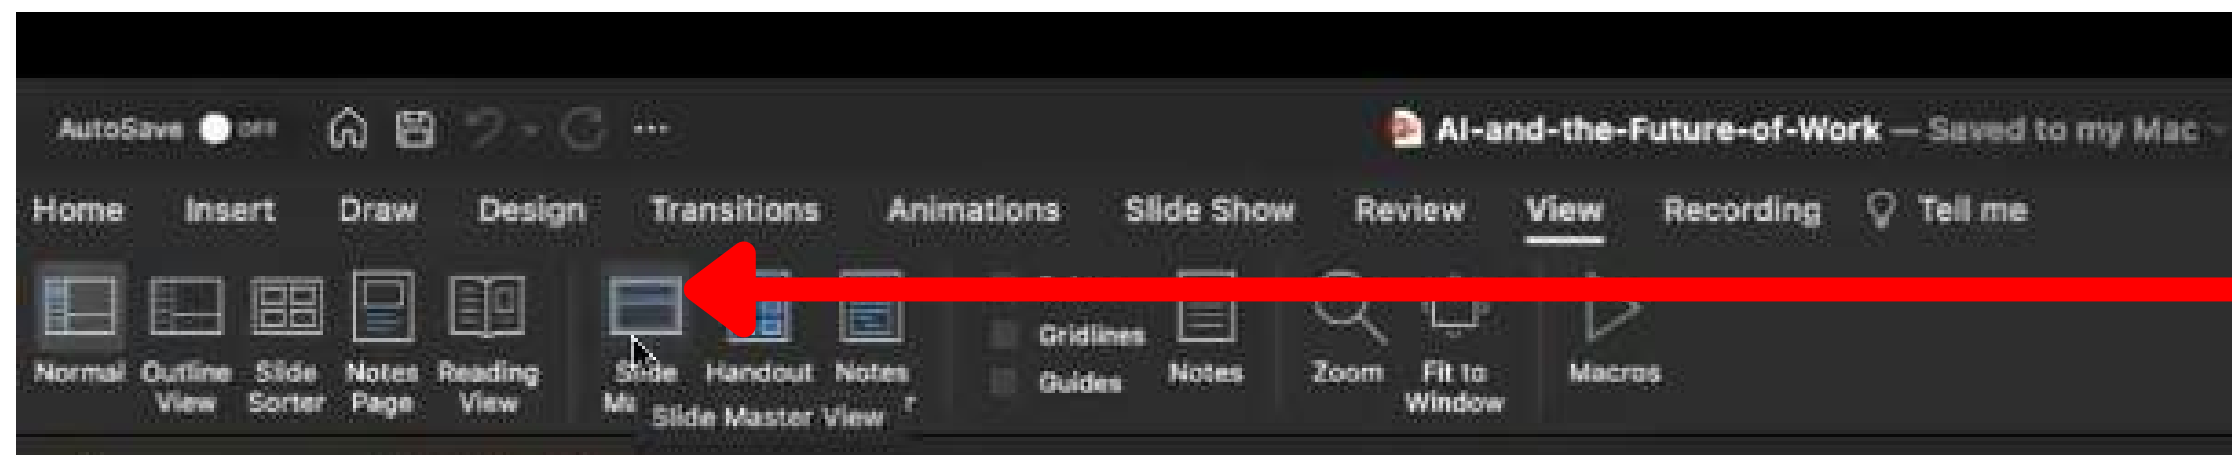 AutoSave OFF AI-and-the-Future-of-Work — Saved to my Mac
Home Insert Draw Design Transitions Animations Slide Show Review View Recording Tell me
Gridlines
Normal Outline Slide Notes Reading Slide Handout Notes Guides Notes Zoom Fit to Macros
View Sorter Page View Window
Slide Master View